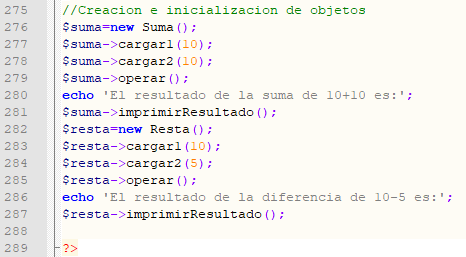 275 //Creacion e inicializacion de objetos
276 $suma=new Suma();
277 $suma->cargar1(10);
278 $suma->cargar2(10);
279 $suma->operar();
280 echo 'El resultado de la suma de 10+10 es:';
281 $suma->imprimirResultado();
282 $resta=new Resta();
283 $resta->cargar1(10);
284 $resta->cargar2(5);
285 $resta->operar();
286 echo 'El resultado de la diferencia de 10-5 es:';
287 $resta->imprimirResultado();
288
289 ?>